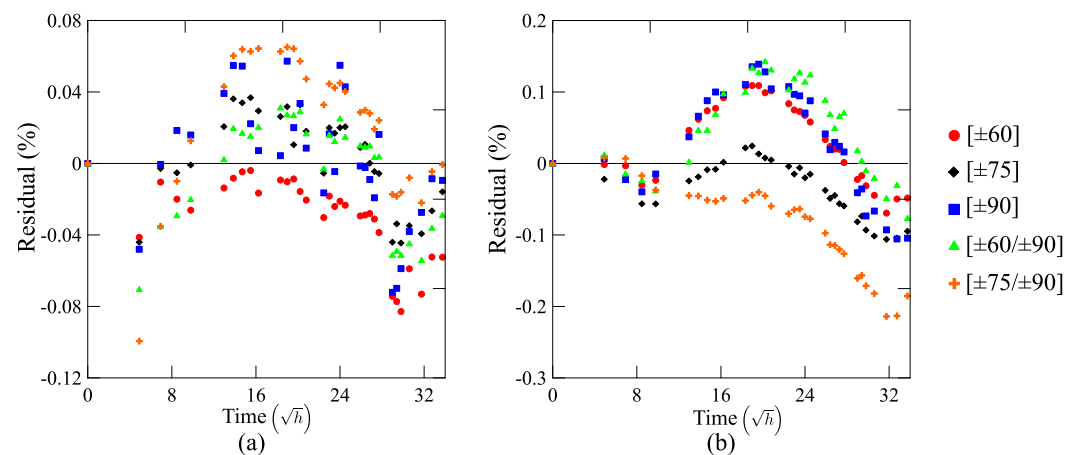 0.08
0.04
0
-0.04
-0.08
-0.12
Residual (%)
0 8 16 24 32
Time (√h)
(a)
0.2
0.1
0
-0.1
-0.2
-0.3
Residual (%)
0 8 16 24 32
Time (√h)
(b)
[±60]
[±75]
[±90]
[±60/±90]
[±75/±90]